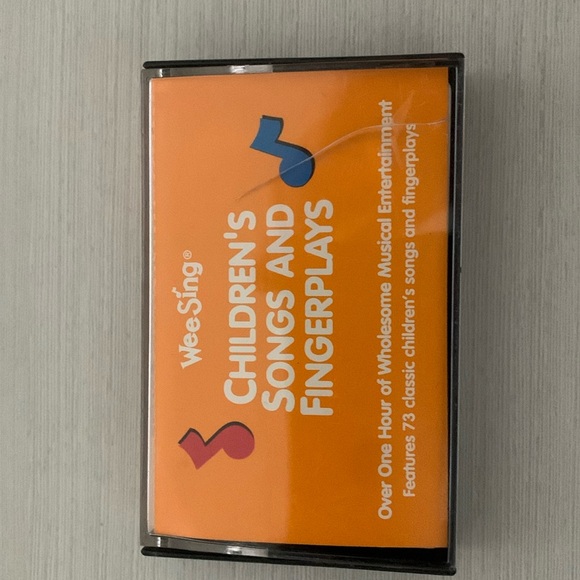 Wee Sing®
CHILDREN'S
SONGS AND
FINGERPLAYS
Over One Hour of Wholesome Musical Entertainment
Features 73 classic children's songs and fingerplays